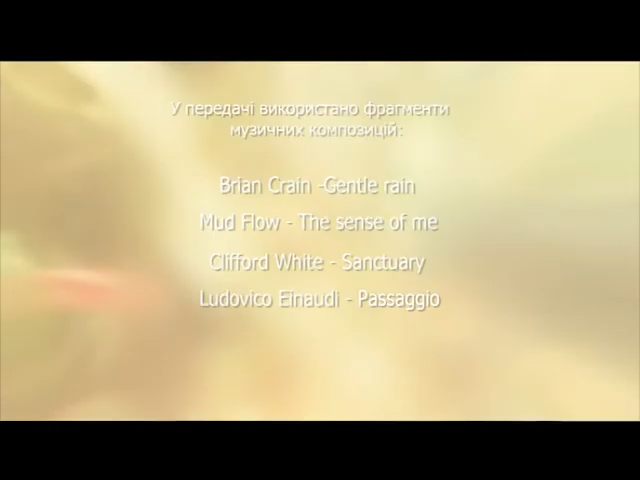 У передачі використано фрагменти
музичних композицій:
Brian Crain -Gentle rain
Mud Flow - The sense of me
Clifford White - Sanctuary
Ludovico Einaudi - Passaggio